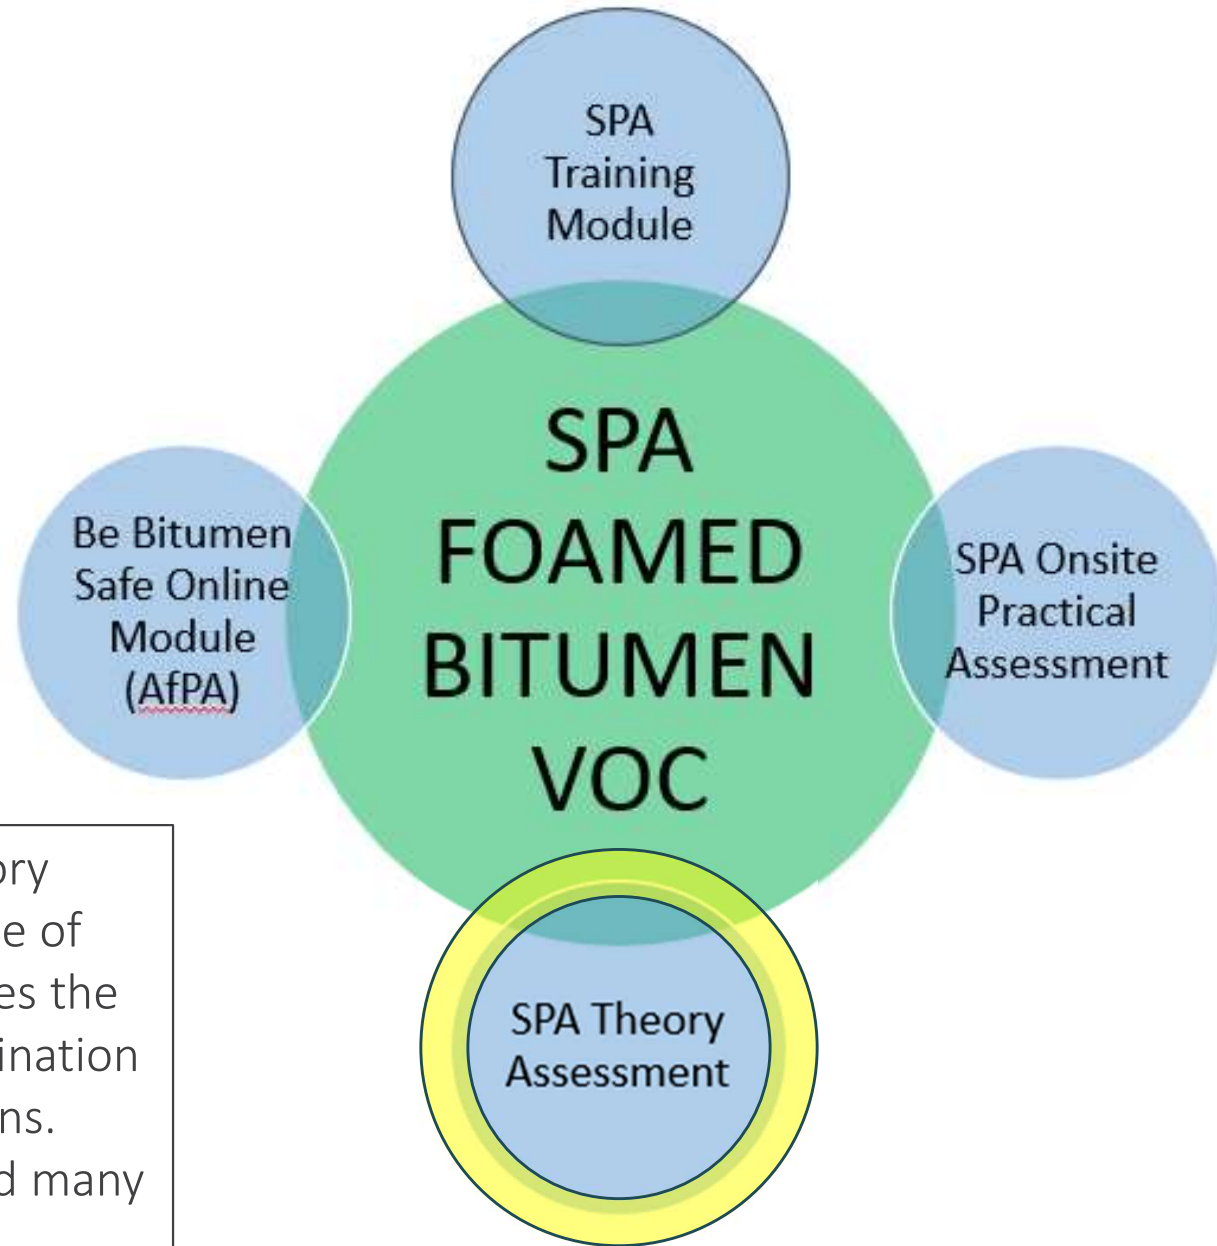 SPA
Training
Module
SPA
FOAMED
BITUMEN
VOC
Be Bitumen
Safe Online
Module
(AfPA)
SPA Onsite
Practical
Assessment
SPA Theory
Assessment
ory
e of
es the
ination
ns.
d many